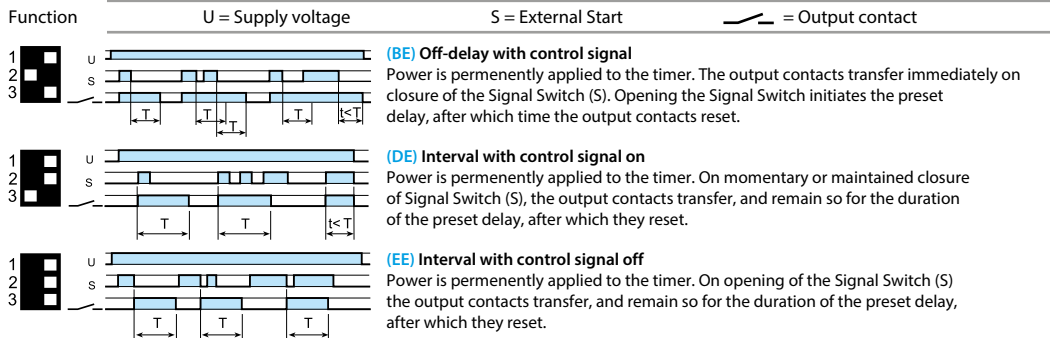 Function U = Supply voltage S = External Start = Output contact
1
2
3
U
S
T
T
T
T
t<T
(BE) Off-delay with control signal
Power is permenently applied to the timer. The output contacts transfer immediately on
closure of the Signal Switch (S). Opening the Signal Switch initiates the preset
delay, after which time the output contacts reset.
1
2
3
U
S
T
T
t< T
(DE) Interval with control signal on
Power is permanently applied to the timer. On momentary or maintained closure
of Signal Switch (S), the output contacts transfer, and remain so for the duration
of the preset delay, after which they reset.
1
2
3
U
S
T
T
T
(EE) Interval with control signal off
Power is permanently applied to the timer. On opening of the Signal Switch (S)
the output contacts transfer, and remain so for the duration of the preset delay,
after which they reset.